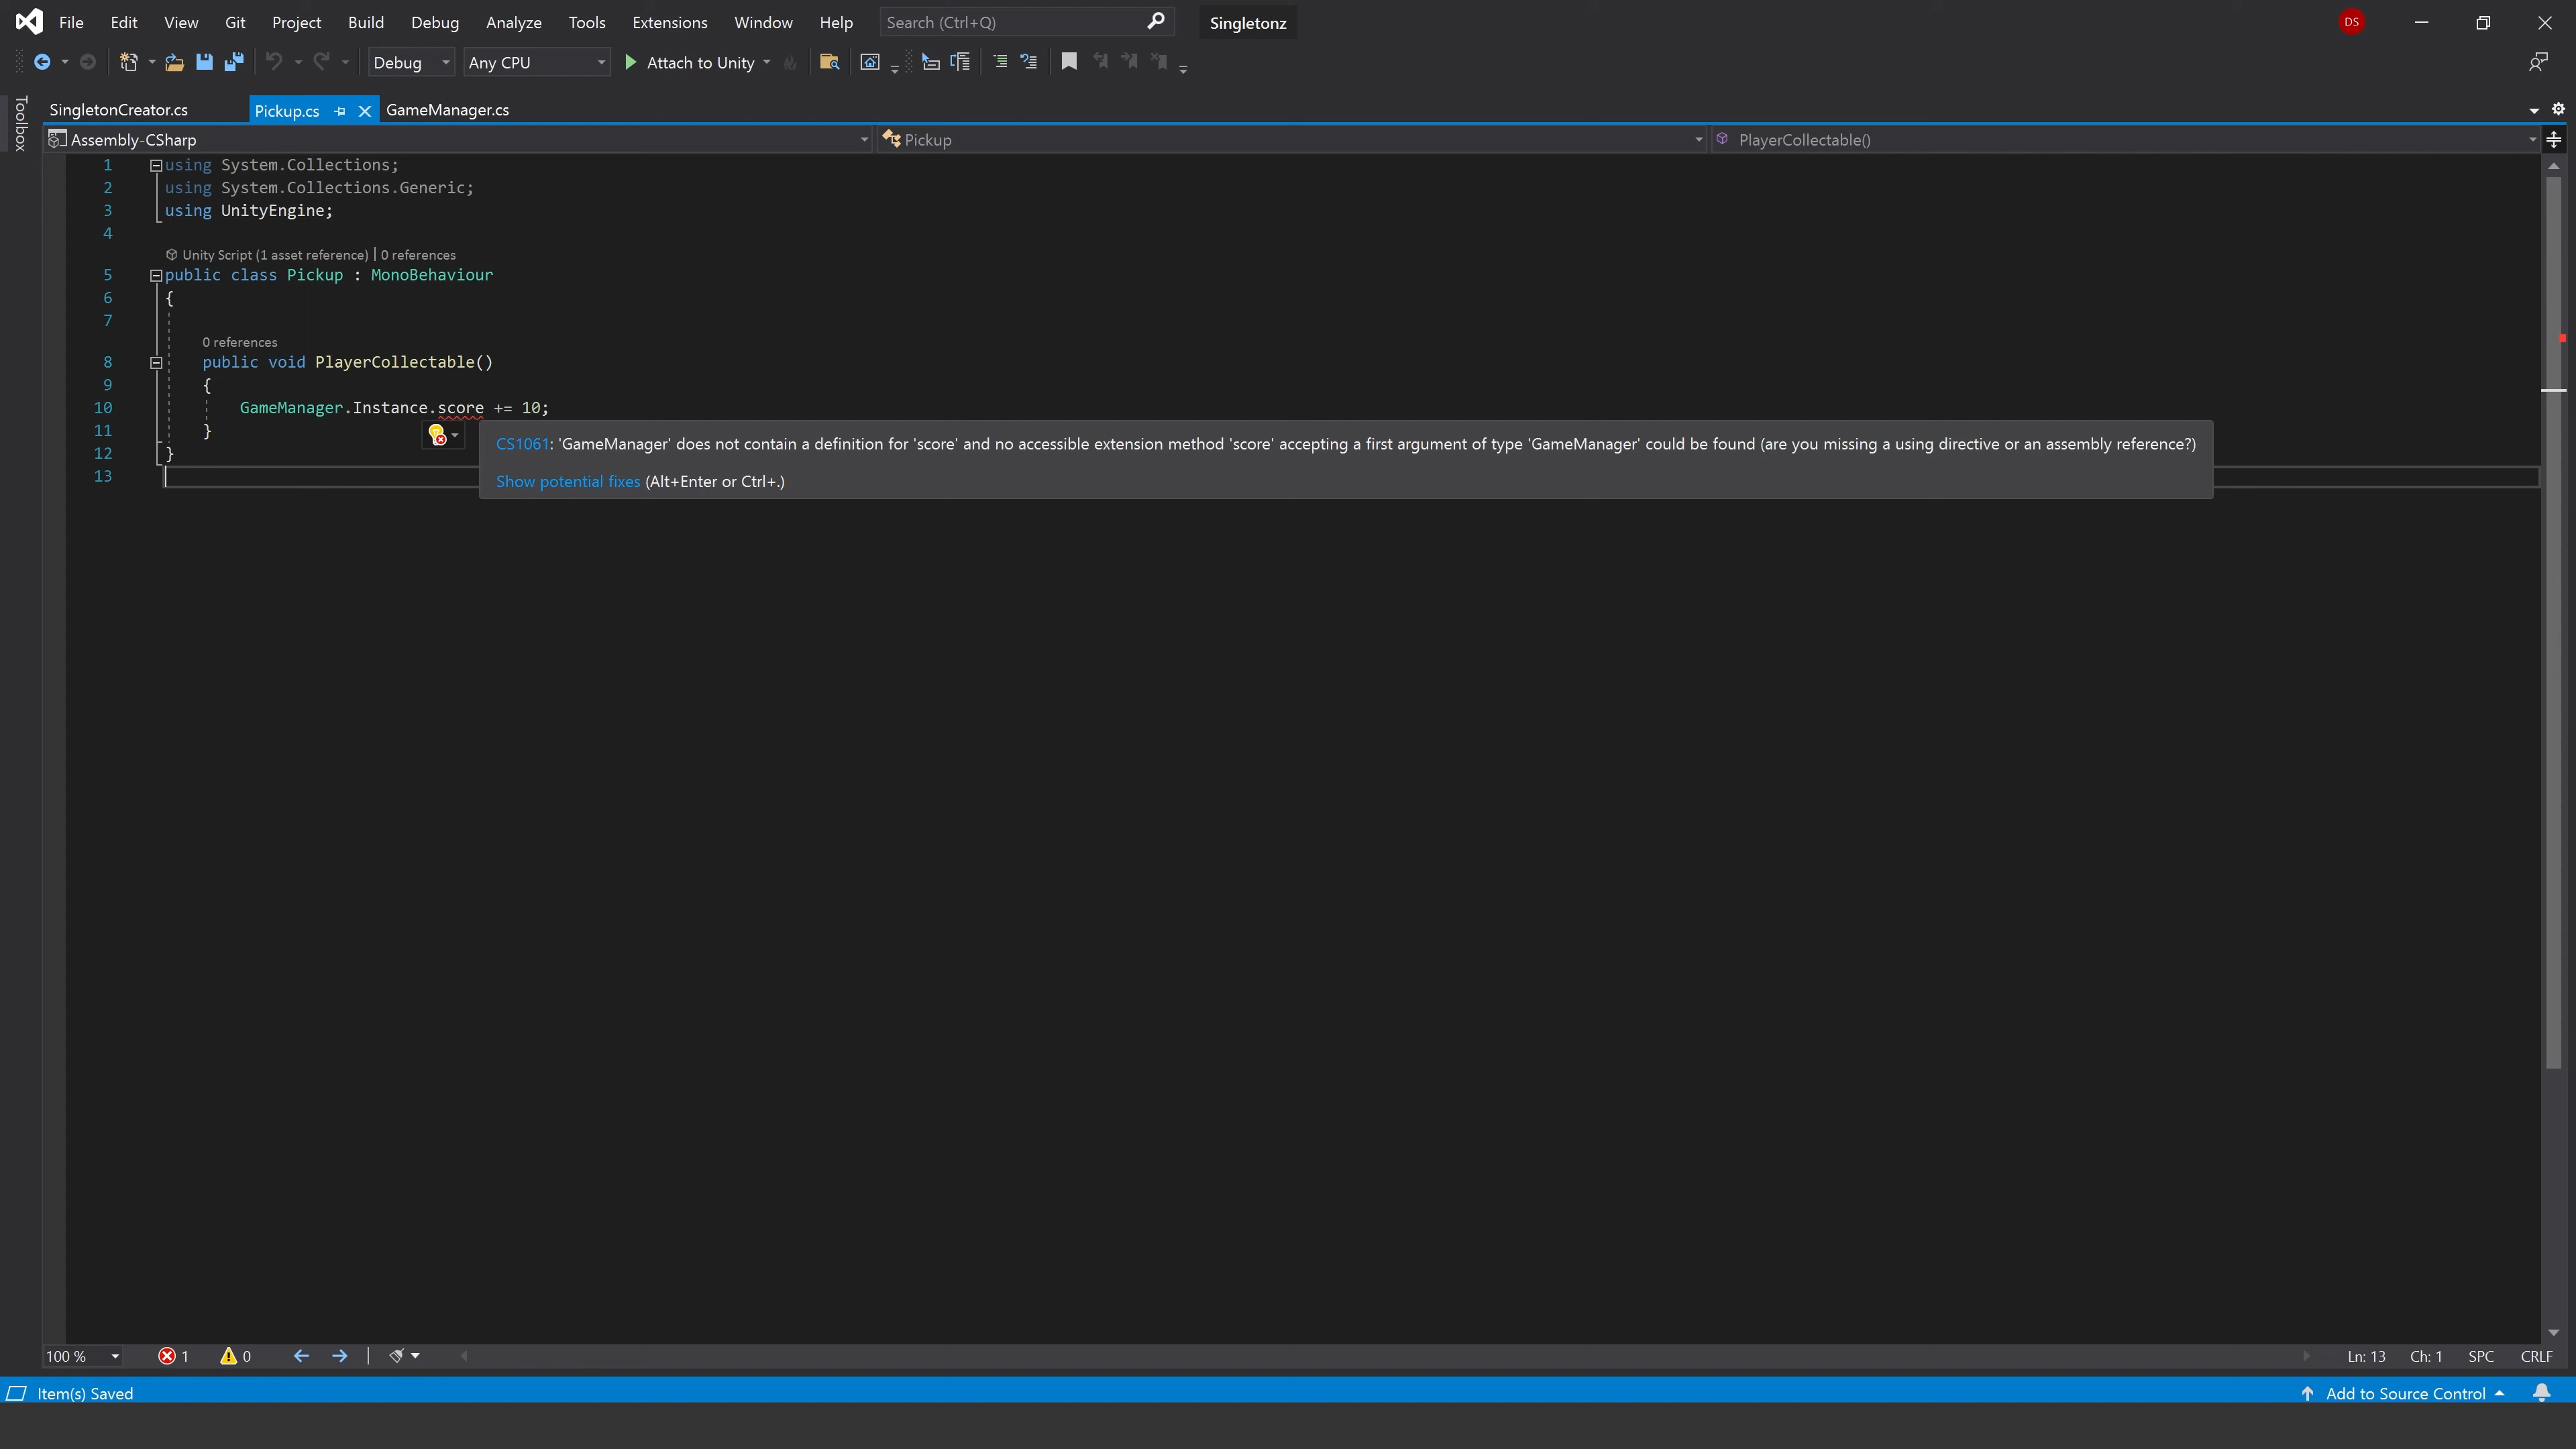 File Edit View Git Project Build Debug Analyze Tools Extensions Window Help Search (Ctrl+Q) Singletonz DS
Debug Any CPU Attach to Unity
Toolbox
SingletonCreator.cs Pickup.cs GameManager.cs
Assembly-CSharp Pickup PlayerCollectable()
1 using System.Collections;
2 using System.Collections.Generic;
3 using UnityEngine;
4
Unity Script (1 asset reference) | 0 references
5 public class Pickup : MonoBehaviour
6 {
7
0 references
8 public void PlayerCollectable()
9 {
10 GameManager.Instance.score += 10;
11 }
CS1061: 'GameManager' does not contain a definition for 'score' and no accessible extension method 'score' accepting a first argument of type 'GameManager' could be found (are you missing a using directive or an assembly reference?)
12 }
13
Show potential fixes (Alt+Enter or Ctrl+.)
100 % 1 0 Ln: 13 Ch: 1 SPC CRLF
Item(s) Saved Add to Source Control